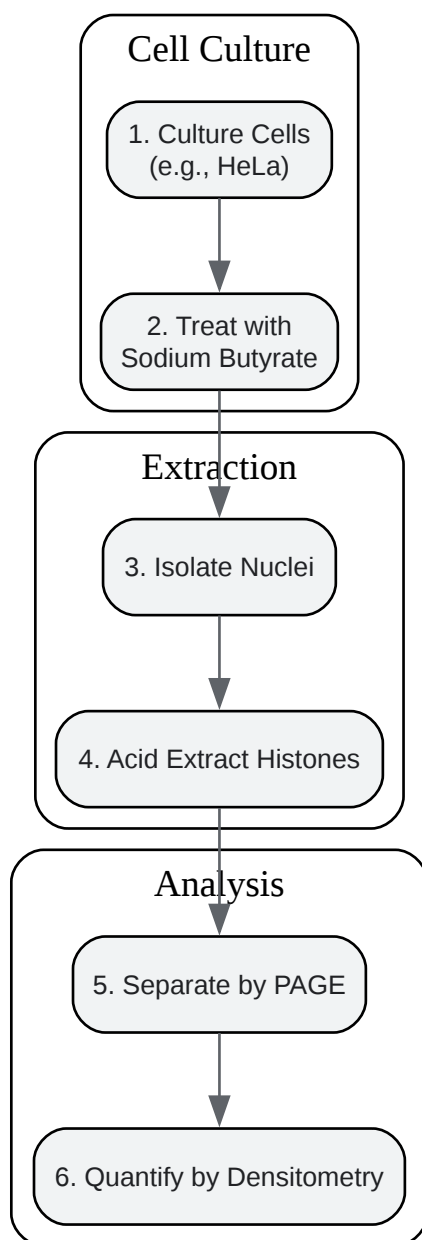 Cell Culture
1. Culture Cells
(e.g., HeLa)
2. Treat with
Sodium Butyrate
Extraction
3. Isolate Nuclei
4. Acid Extract Histones
Analysis
5. Separate by PAGE
6. Quantify by Densitometry